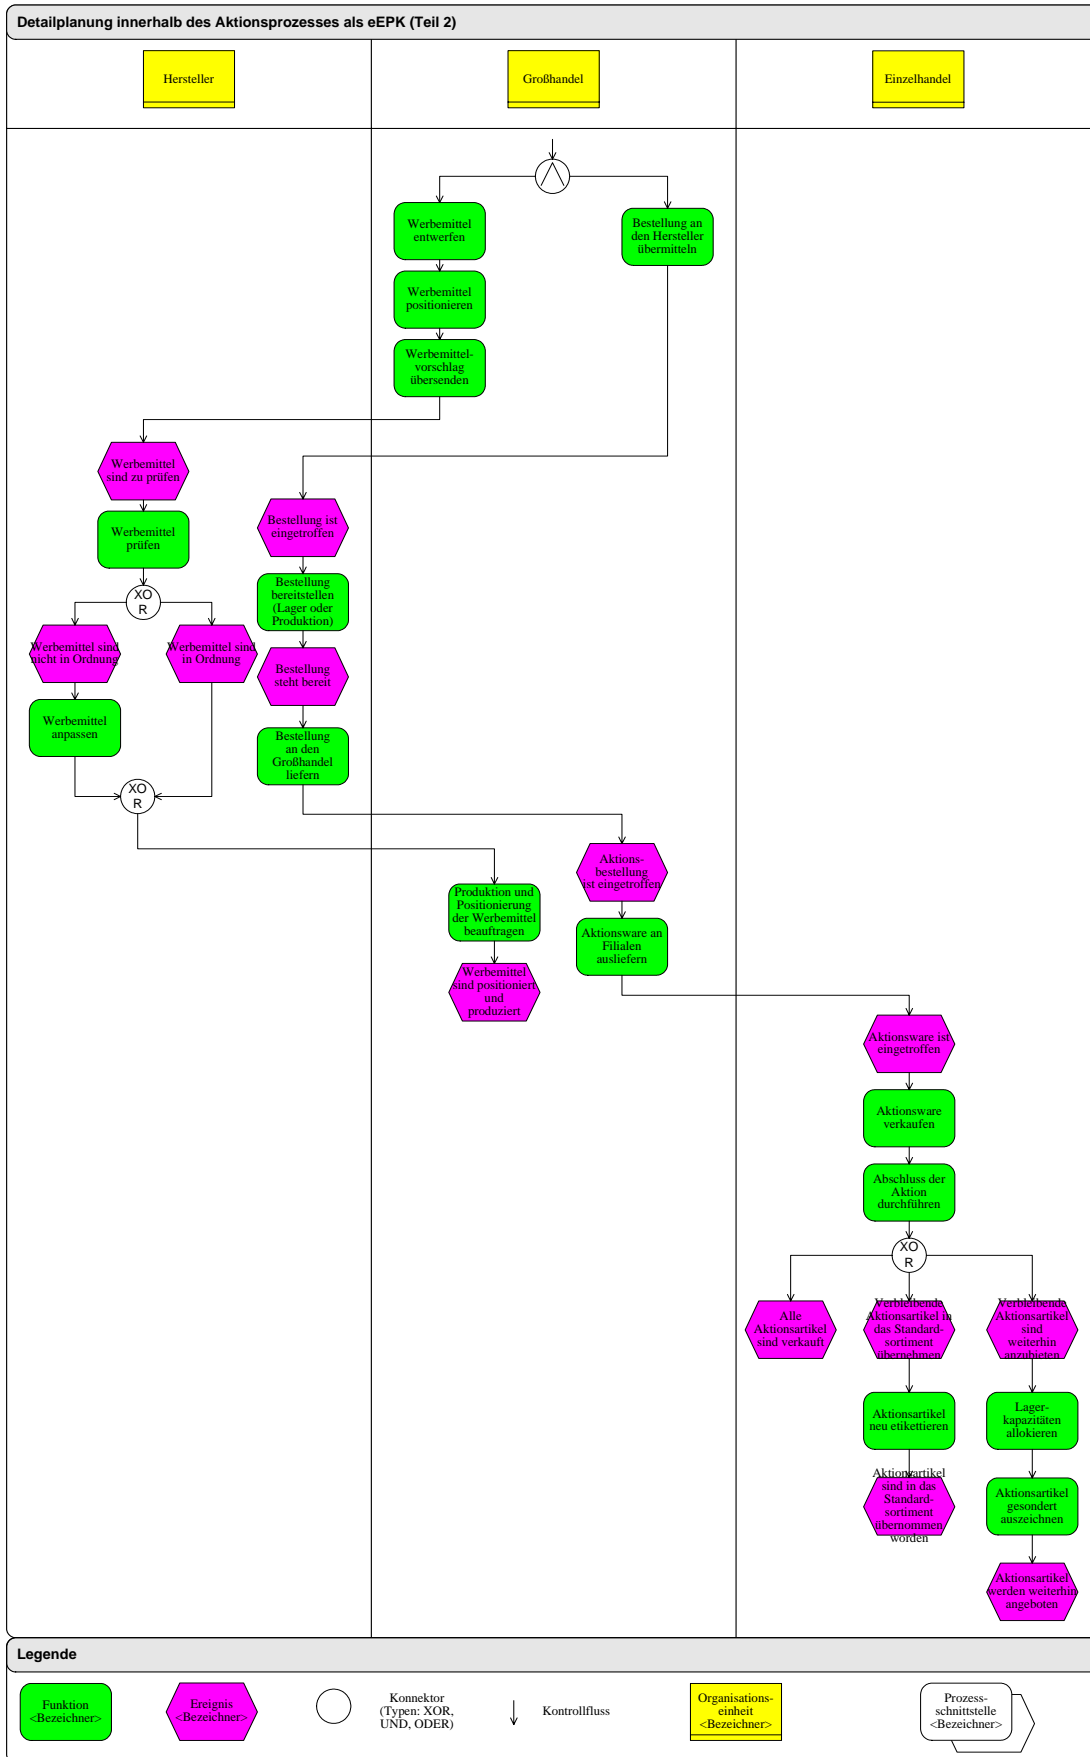 Detailplanung innerhalb des Aktionsprozesses als eEPK (Teil 2)
Hersteller
Großhandel
Einzelhandel
Werbemittel
entwerfen
Bestellung an
den Hersteller
übermitteln
Werbemittel
positionieren
Werbemittel-
vorschlag
übersenden
Werbemittel
sind zu prüfen
Bestellung ist
eingetroffen
Werbemittel
prüfen
Bestellung
bereitstellen
(Lager oder
Produktion)
XO
R
Werbemittel sind
nicht in Ordnung
Werbemittel sind
in Ordnung
Bestellung
steht bereit
Werbemittel
anpassen
Bestellung
an den
Großhandel
liefern
XO
R
Aktions-
bestellung
ist eingetroffen
Produktion und
Positionierung
der Werbemittel
beauftragen
Aktionsware an
Filialen
ausliefern
Werbemittel
sind positioniert
und
produziert
Aktionsware ist
eingetroffen
Aktionsware
verkaufen
Abschluss der
Aktion
durchführen
XO
R
Alle
Aktionsartikel
sind verkauft
Verbleibende
Aktionsartikel in
das Standard-
sortiment
übernehmen
Verbleibende
Aktionsartikel
sind
weiterhin
anzubieten
Aktionsartikel
neu etikettieren
Lager-
kapazitäten
allokieren
Aktionsartikel
sind in das
Standard-
sortiment
übernommen
worden
Aktionsartikel
gesondert
auszeichnen
Aktionsartikel
werden weiterhin
angeboten
Legende
Funktion
<Bezeichner>
Ereignis
<Bezeichner>
Konnektor
(Typen: XOR,
UND, ODER)
Kontrollfluss
Organisations-
einheit
<Bezeichner>
Prozess-
schnittstelle
<Bezeichner>